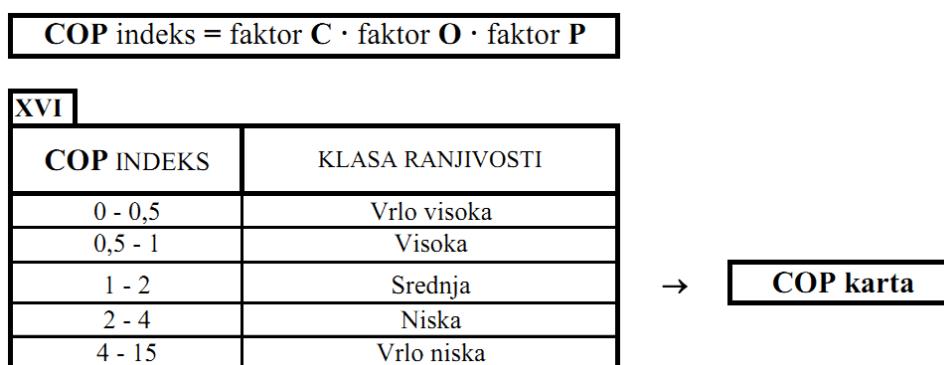 COP indeks = faktor C · faktor O · faktor P
XVI
COP INDEKS KLASA RANJIVOSTI
0 - 0,5 Vrlo visoka
0,5 - 1 Visoka
1 - 2 Srednja → COP karta
2 - 4 Niska
4 - 15 Vrlo niska